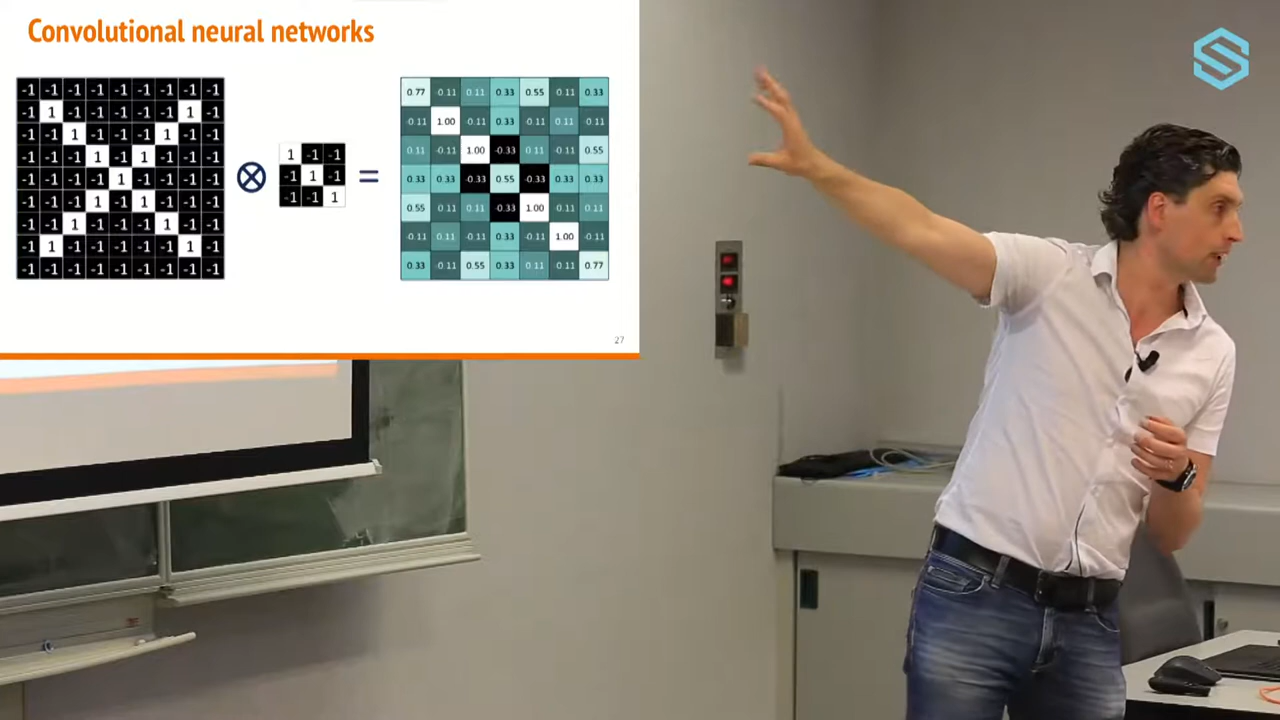 Convolutional neural networks
-1 -1 -1 -1 -1 -1 -1 -1 -1
-1 1 -1 -1 -1 -1 -1 1 -1
-1 -1 1 -1 -1 -1 1 -1 -1
-1 -1 -1 1 -1 1 -1 -1 -1
-1 -1 -1 -1 1 -1 -1 -1 -1
-1 -1 -1 1 -1 1 -1 -1 -1
-1 -1 1 -1 -1 -1 1 -1 -1
-1 1 -1 -1 -1 -1 -1 1 -1
-1 -1 -1 -1 -1 -1 -1 -1 -1
⊗
1 -1 -1
-1 1 -1
-1 -1 1
=
0.77 -0.11 0.11 0.33 0.55 -0.11 0.33
-0.11 1.00 -0.11 0.33 -0.11 0.11 -0.11
0.11 -0.11 1.00 -0.33 0.11 -0.11 0.55
0.33 0.33 -0.33 0.55 -0.33 0.33 0.33
0.55 -0.11 0.11 -0.33 1.00 -0.11 0.11
-0.11 0.11 -0.11 0.33 -0.11 1.00 -0.11
0.33 -0.11 0.55 0.33 0.11 -0.11 0.77
27